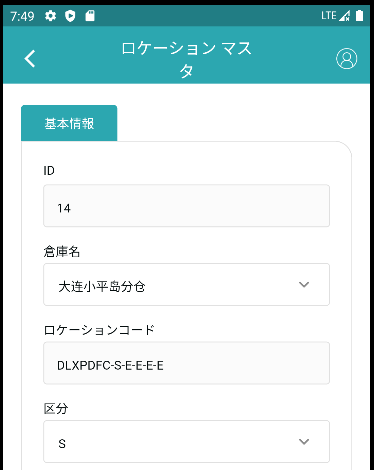 7:49
LTE
ロケーション マス
タ
基本情報
ID
14
倉庫名
大连小平岛分仓
ロケーションコード
DLXPDFC-S-E-E-E-E
区分
S